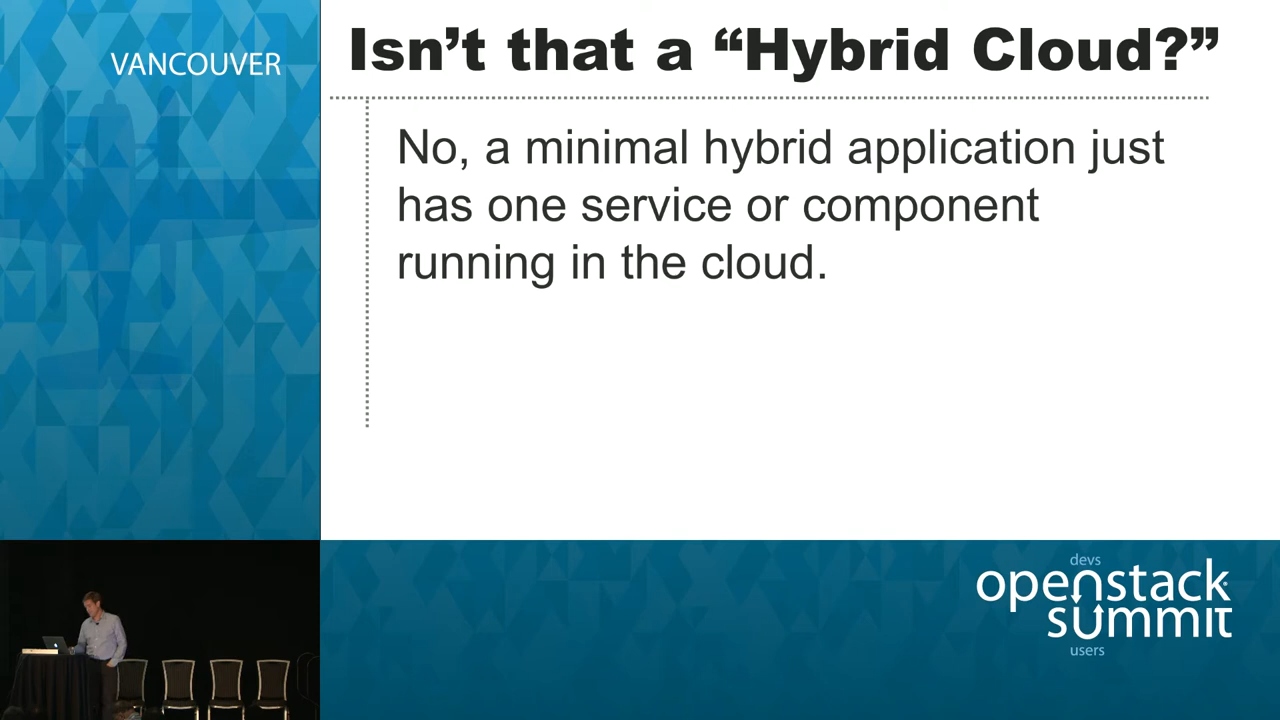 VANCOUVER
Isn’t that a “Hybrid Cloud?”
No, a minimal hybrid application just
has one service or component
running in the cloud.
devs
openstack
summit
users